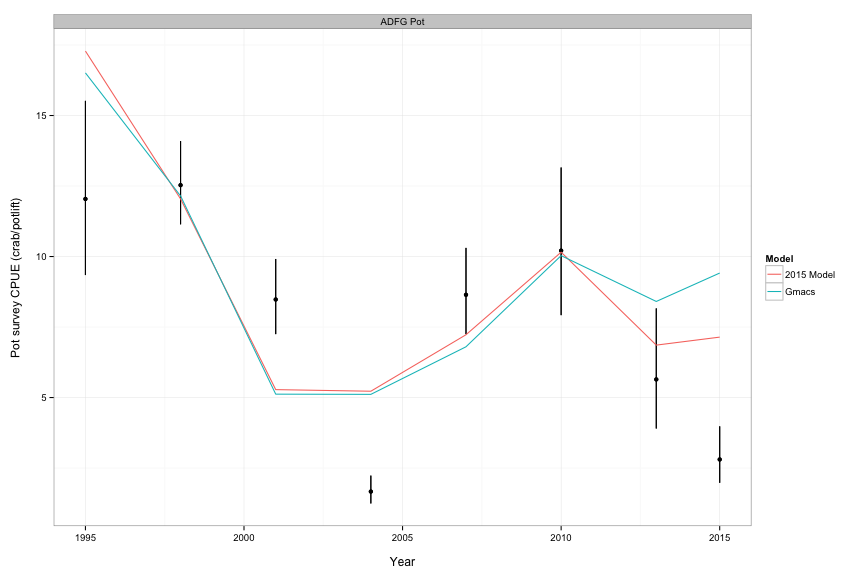 ADFG Pot
15
10
5
Pot survey CPUE (crab/potlift)
1995
2000
2005
2010
2015
Year
Model
2015 Model
Gmacs